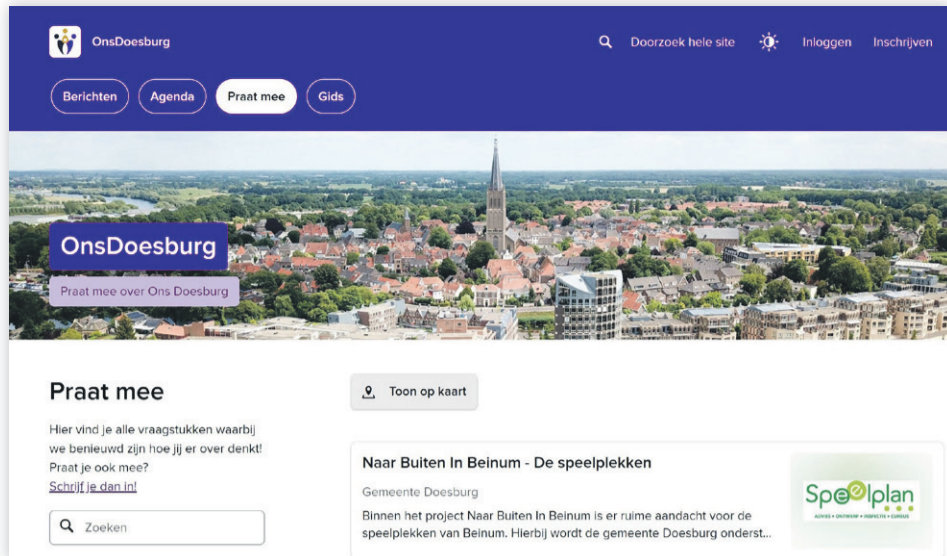 OnsDoesburg
Doorzoek hele site
Inloggen
Inschrijven
Berichten
Agenda
Praat mee
Gids
OnsDoesburg
Praat mee over Ons Doesburg
Praat mee
Hier vind je alle vraagstukken waarbij
we benieuwd zijn hoe jij er over denkt!
Praat je ook mee?
Schrijf je dan in!
Zoeken
Toon op kaart
Naar Buiten In Beinum - De speelplekken
Gemeente Doesburg
Binnen het project Naar Buiten In Beinum is er ruime aandacht voor de
speelplekken van Beinum. Hierbij wordt de gemeente Doesburg onderst...
Speelplan
ADVIES • ONTWERP • INSPECTIE • CURSUS